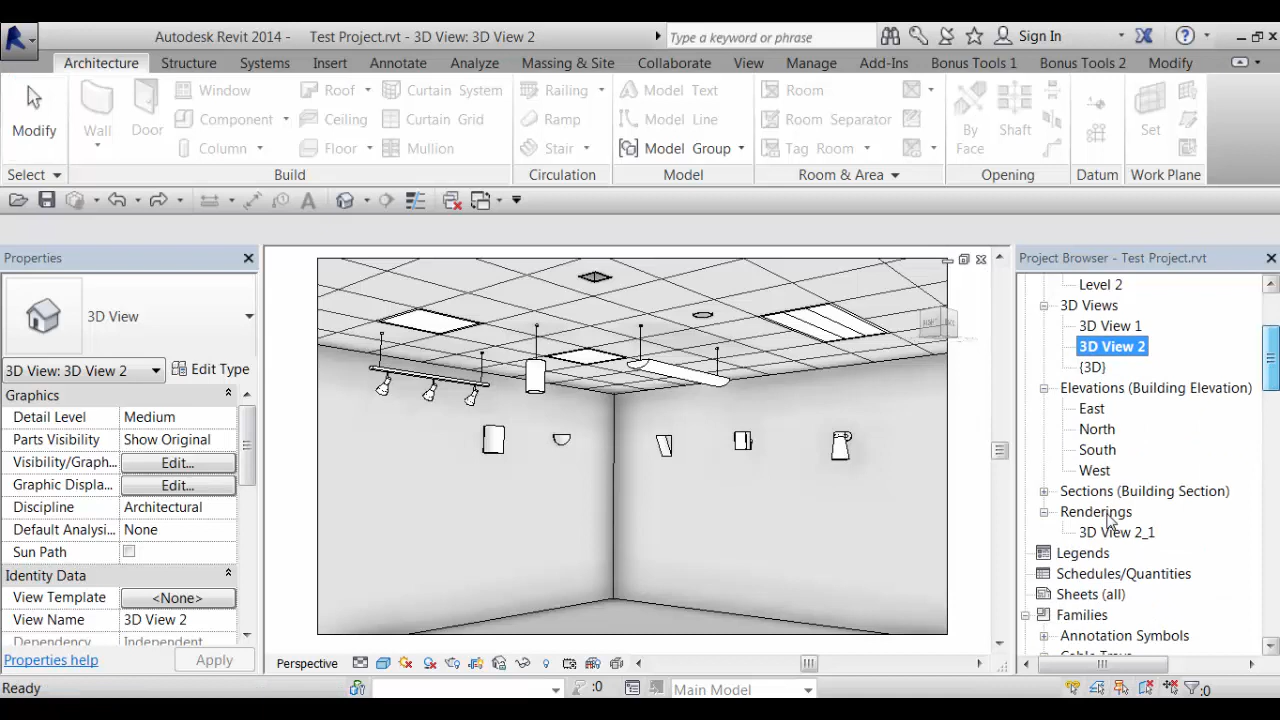 Autodesk Revit 2014 - Test Project.rvt - 3D View: 3D View 2 Type a keyword or phrase Sign In
Architecture Structure Systems Insert Annotate Analyze Massing & Site Collaborate View Manage Add-Ins Bonus Tools 1 Bonus Tools 2 Modify
Window Roof Curtain System Railing Model Text Room
Component Ceiling Curtain Grid Ramp Model Line Room Separator
Modify Wall Door Column Floor Mullion Stair Model Group Tag Room By Face Shaft Set
Select Build Circulation Model Room & Area Opening Datum Work Plane
Properties
3D View
3D View: 3D View 2 Edit Type
Graphics
Detail Level Medium
Parts Visibility Show Original
Visibility/Graph... Edit...
Graphic Displa... Edit...
Discipline Architectural
Default Analysi... None
Sun Path
Identity Data
View Template <None>
View Name 3D View 2
Dependency Independent
Properties help Apply
Perspective
Project Browser - Test Project.rvt
Level 2
3D Views
3D View 1
3D View 2
{3D}
Elevations (Building Elevation)
East
North
South
West
Sections (Building Section)
Renderings
3D View 2_1
Legends
Schedules/Quantities
Sheets (all)
Families
Annotation Symbols
Cable Trays
Ready :0 Main Model :0